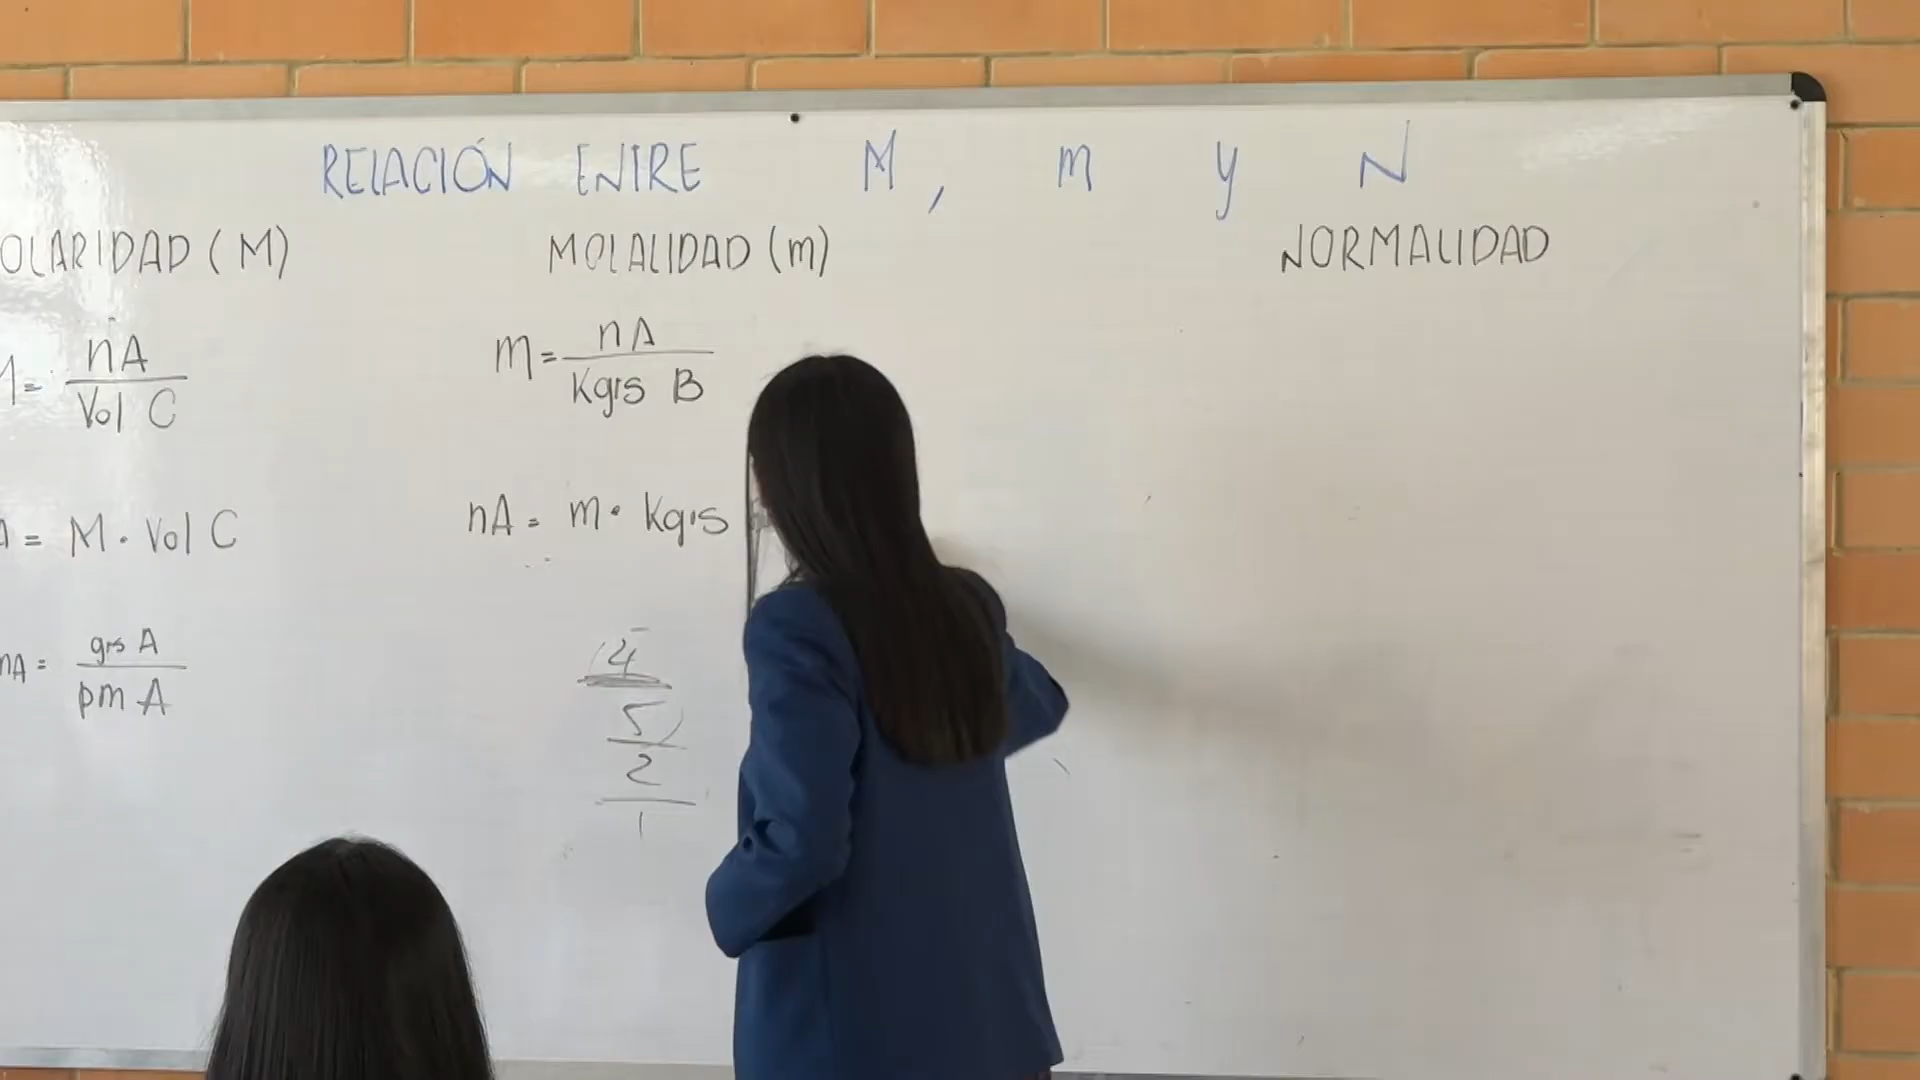 RELACIÓN ENTRE M, m y N
OLARIDAD (M)
M = nA
Vol C
A = M · Vol C
nA = grs A
pm A
MOLALIDAD (m)
m = nA
Kgrs B
nA = m · Kgrs
4
5
2
1
NORMALIDAD